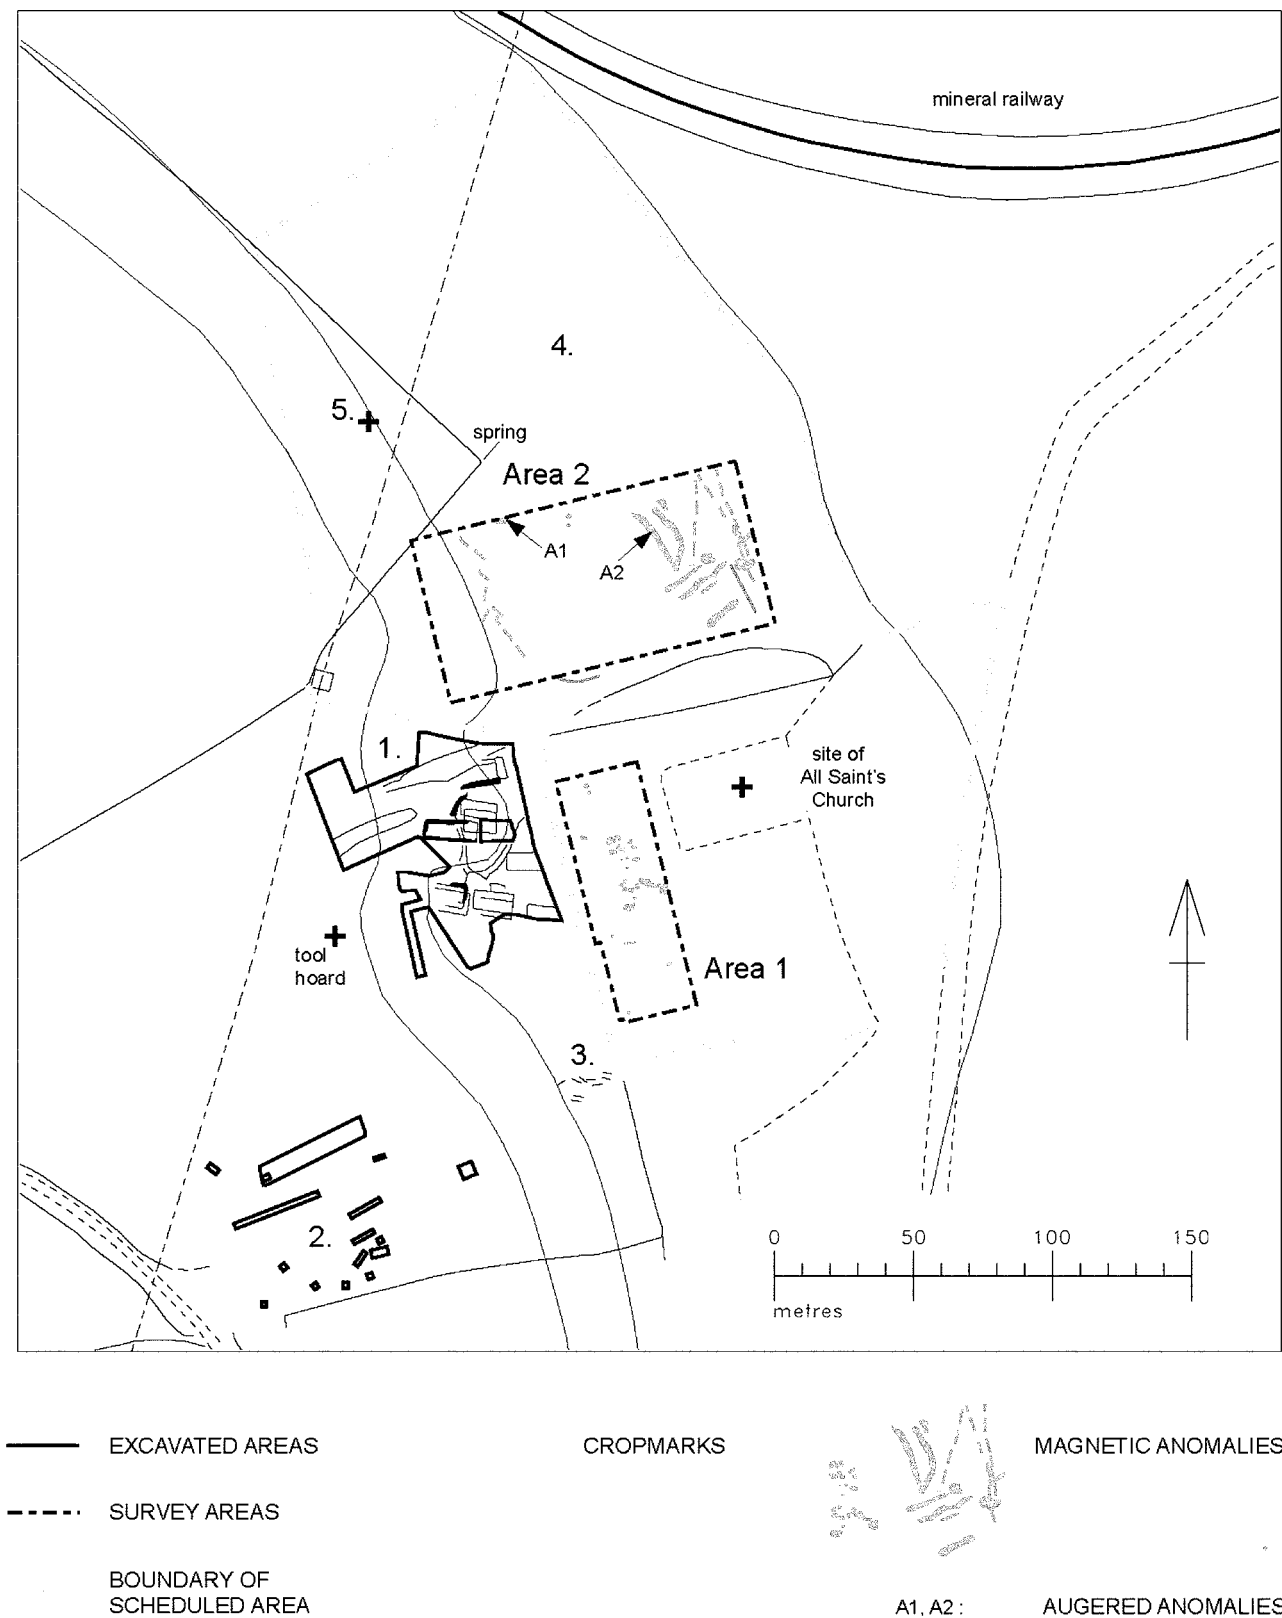 mineral railway
4.
5.
spring
Area 2
A1
A2
1.
site of
All Saint's
Church
tool
hoard
Area 1
3.
2.
0 50 100 150
metres
EXCAVATED AREAS
CROPMARKS
MAGNETIC ANOMALIES
SURVEY AREAS
BOUNDARY OF
SCHEDULED AREA
A1, A2 :
AUGERED ANOMALIES